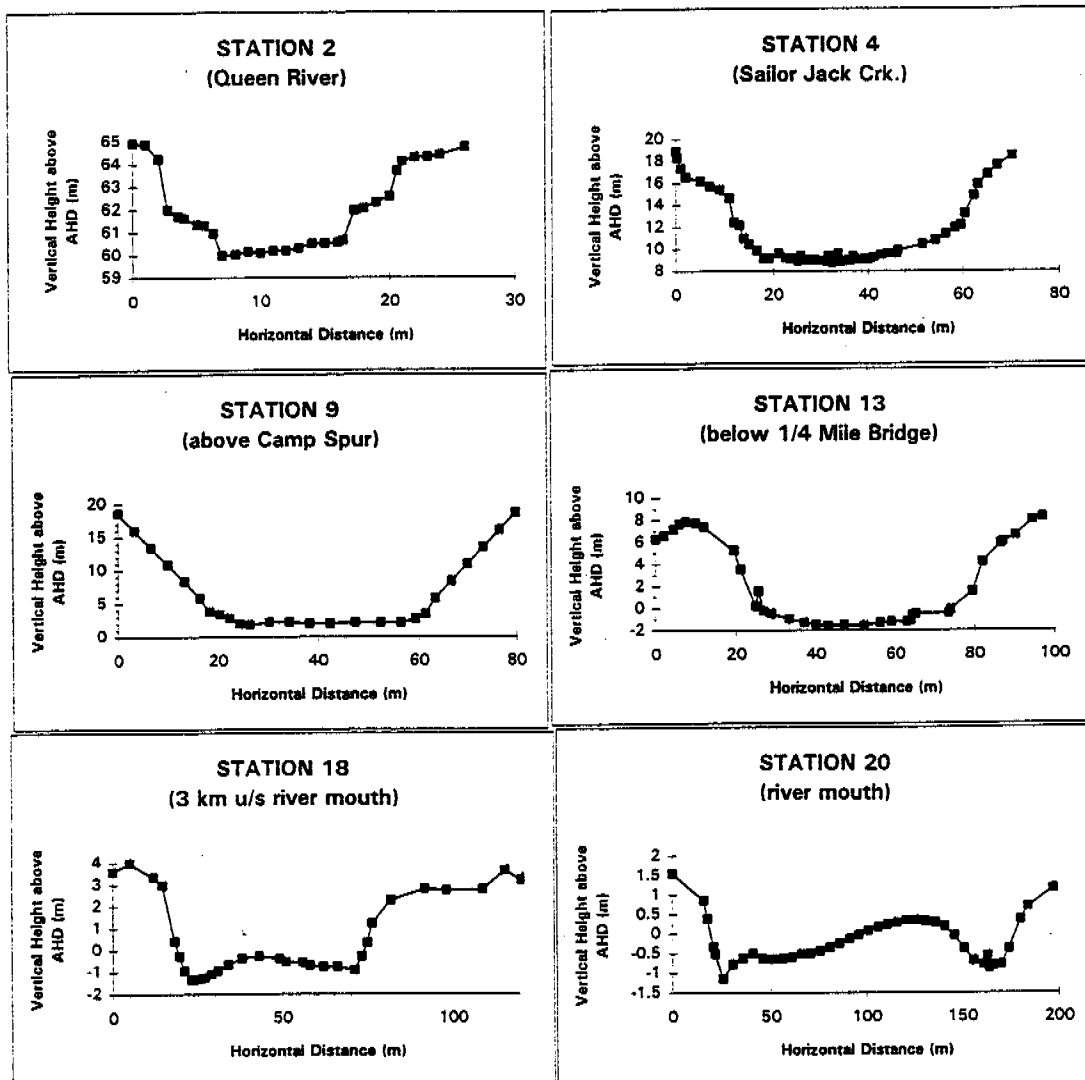 STATION 2
(Queen River)
Vertical Height above
AHD (m)
65
64
63
62
61
60
59
0
10
20
30
Horizontal Distance (m)
STATION 4
(Sailor Jack Crk.)
Vertical Height above
AHD (m)
20
18
16
14
12
10
8
0
20
40
60
80
Horizontal Distance (m)
STATION 9
(above Camp Spur)
Vertical Height above
AHD (m)
20
15
10
5
0
0
20
40
60
80
Horizontal Distance (m)
STATION 13
(below 1/4 Mile Bridge)
Vertical Height above
AHD (m)
10
8
6
4
2
0
-2
0
20
40
60
80
100
Horizontal Distance (m)
STATION 18
(3 km u/s river mouth)
Vertical Height above
AHD (m)
4
3
2
1
0
-1
-2
0
50
100
Horizontal Distance (m)
STATION 20
(river mouth)
Vertical Height above
AHD (m)
2
1.5
1
0.5
0
-0.5
-1
-1.5
0
50
100
150
200
Horizontal Distance (m)